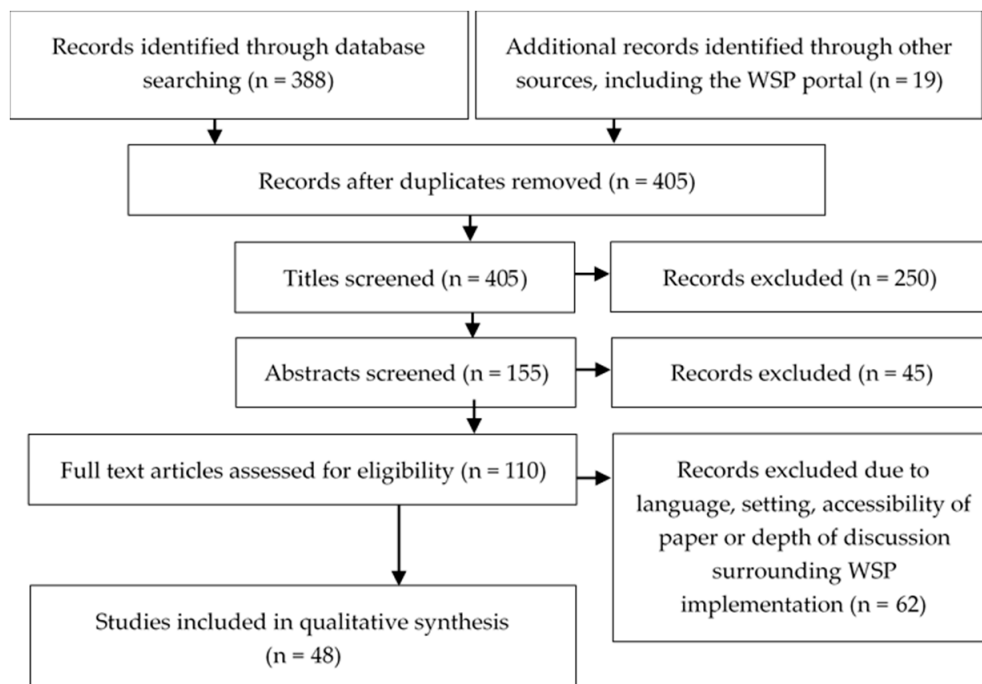 Records identified through database
searching (n = 388)
Additional records identified through other
sources, including the WSP portal (n = 19)
Records after duplicates removed (n = 405)
Titles screened (n = 405)
Records excluded (n = 250)
Abstracts screened (n = 155)
Records excluded (n = 45)
Full text articles assessed for eligibility (n = 110)
Records excluded due to
language, setting, accessibility of
paper or depth of discussion
surrounding WSP
implementation (n = 62)
Studies included in qualitative synthesis
(n = 48)